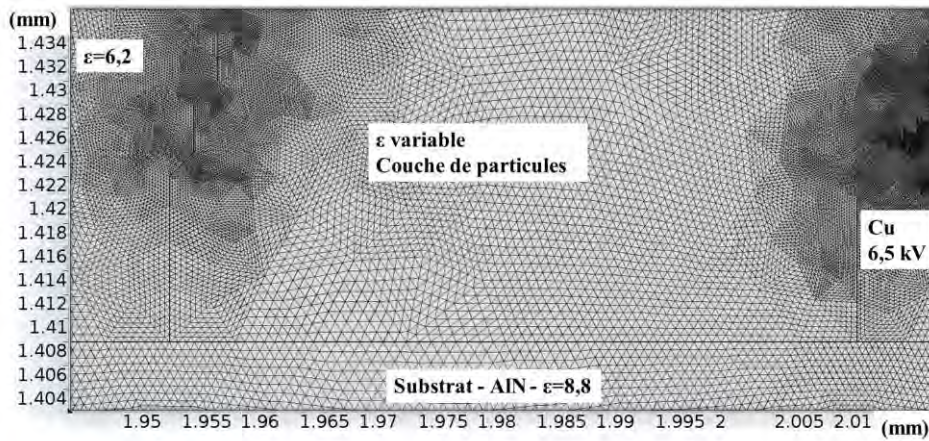 (mm)
1.434
1.432
1.43
1.428
1.426
1.424
1.422
1.42
1.418
1.416
1.414
1.412
1.41
1.408
1.406
1.404
ε=6,2
ε variable
Couche de particules
Cu
6,5 kV
Substrat - AlN - ε=8,8
1.95 1.955 1.96 1.965 1.97 1.975 1.98 1.985 1.99 1.995 2 2.005 2.01 (mm)